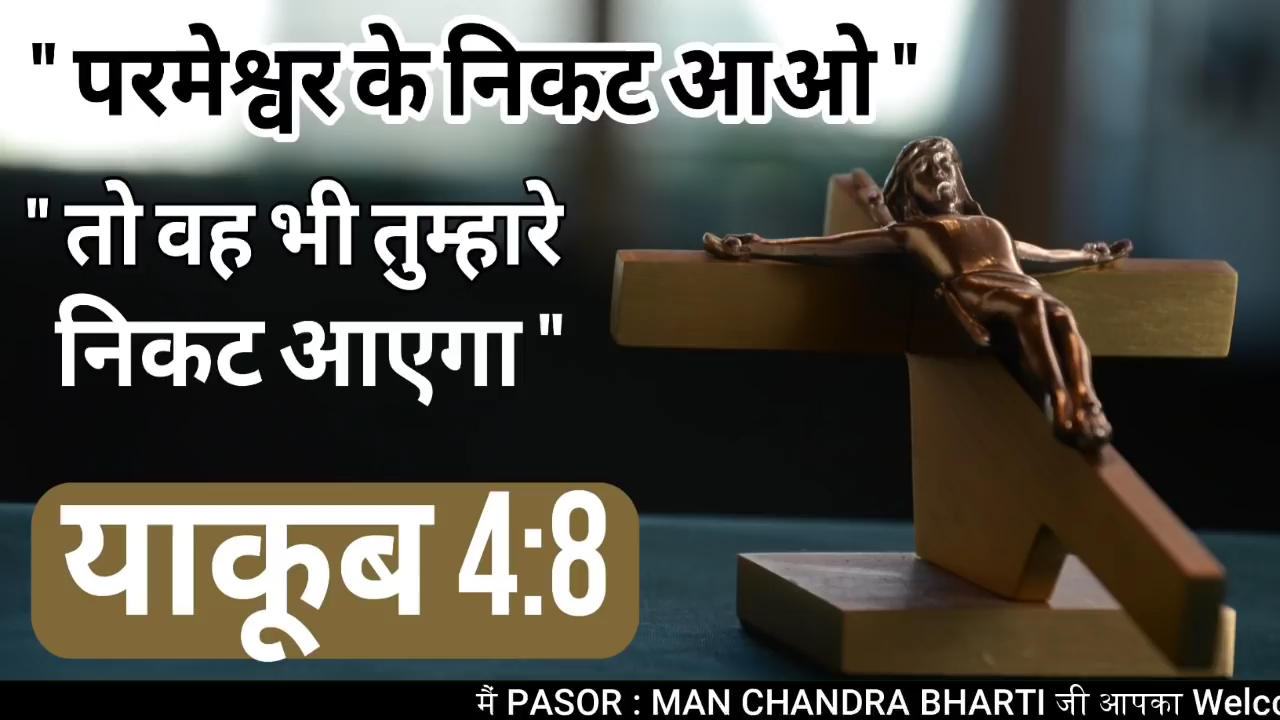 " परमेश्वर के निकट आओ "
" तो वह भी तुम्हारे
निकट आएगा "
याकूब 4:8
मैं PASOR : MAN CHANDRA BHARTI जी आपका